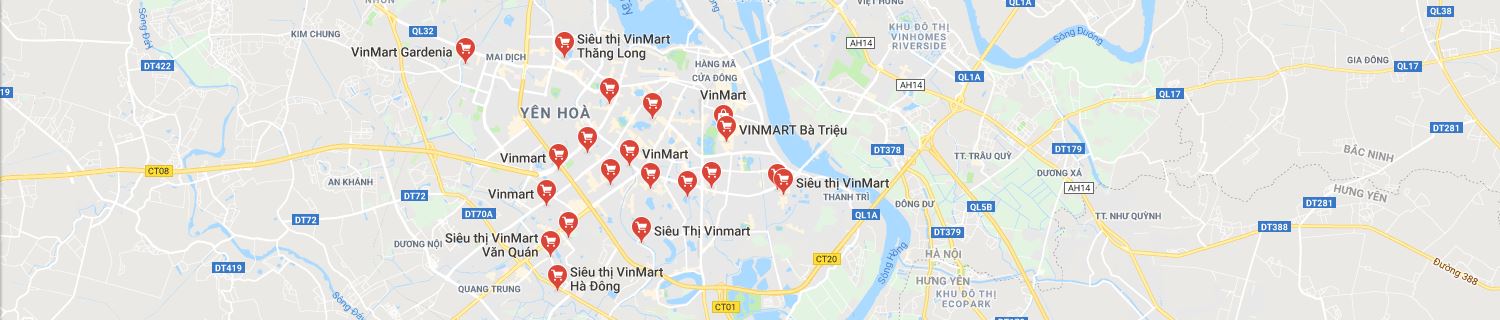 NHỔN
Sông Đáy
KIM CHUNG
QL32
Tây
VIỆT HÙNG
QL1A
QL38
VinMart Gardenia
MAI DỊCH
Siêu thị VinMart
Thăng Long
KHU ĐÔ THỊ
VINHOMES
RIVERSIDE
AH14
Sông Đuống
DT422
HÀNG MÃ
CỬA ĐÔNG
GIA ĐÔNG
QL17
QL1A
AH14
19
VinMart
QL17
YÊN HOÀ
VINMART Bà Triệu
DT281
Vinmart
VinMart
DT378
TT. TRÂU QUỲ
DT179
BẮC NINH
CT08
DƯƠNG XÁ
AN KHÁNH
Vinmart
DT72
Siêu thị VinMart
THANH TRÌ
AH14
HƯNG YÊN
DT281
DT72
DT70A
QL1A
ĐÔNG DƯ
QL5B
TT. NHƯ QUỲNH
DT388
DƯƠNG NỘI
Siêu thị VinMart
Văn Quán
Siêu Thị Vinmart
DT379
HÀ NỘI
DT419
Siêu thị VinMart
Hà Đông
CT20
Sông Hồng
Đường 388
QUANG TRUNG
HƯNG YÊN
KHU ĐÔ THỊ
ECOPARK
Sông Đáy
CT01